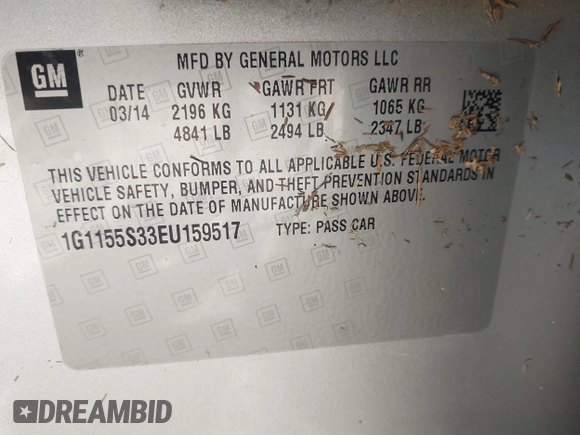 GM
MFD BY GENERAL MOTORS LLC
DATE GVWR GAWR FRT GAWR RR
03/14 2196 KG 1131 KG 1065 KG
4841 LB 2494 LB 2347 LB
THIS VEHICLE CONFORMS TO ALL APPLICABLE U.S. FEDERAL MOTOR
VEHICLE SAFETY, BUMPER, AND THEFT PREVENTION STANDARDS IN
EFFECT ON THE DATE OF MANUFACTURE SHOWN ABOVE.
1G1155S33EU159517 TYPE: PASS CAR
DREAMBID